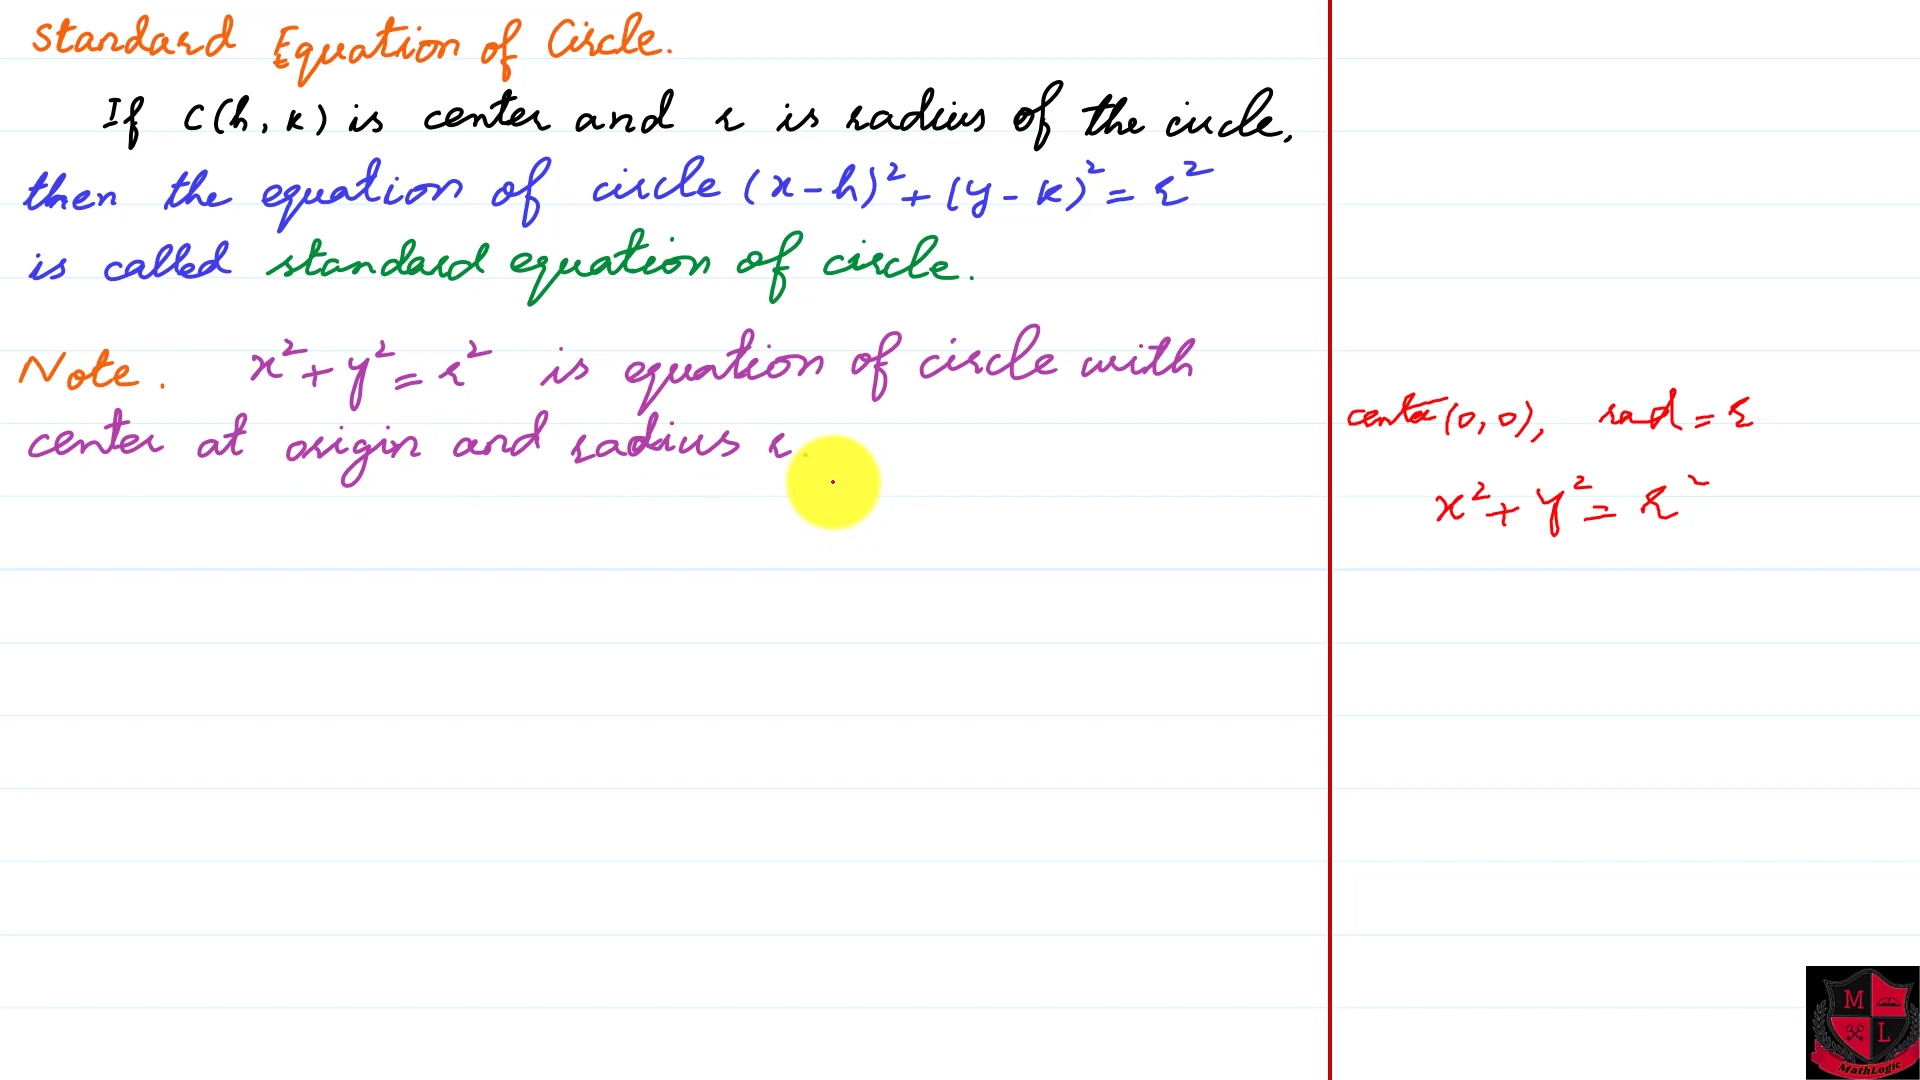 Standard Equation of Circle.
If C(h, k) is center and r is radius of the circle,
then the equation of circle (x - h)² + (y - k)² = r²
is called standard equation of circle.
Note. x² + y² = r² is equation of circle with
center at origin and radius r.
center (0, 0), rad = r
x² + y² = r²
M
L
MathLogic